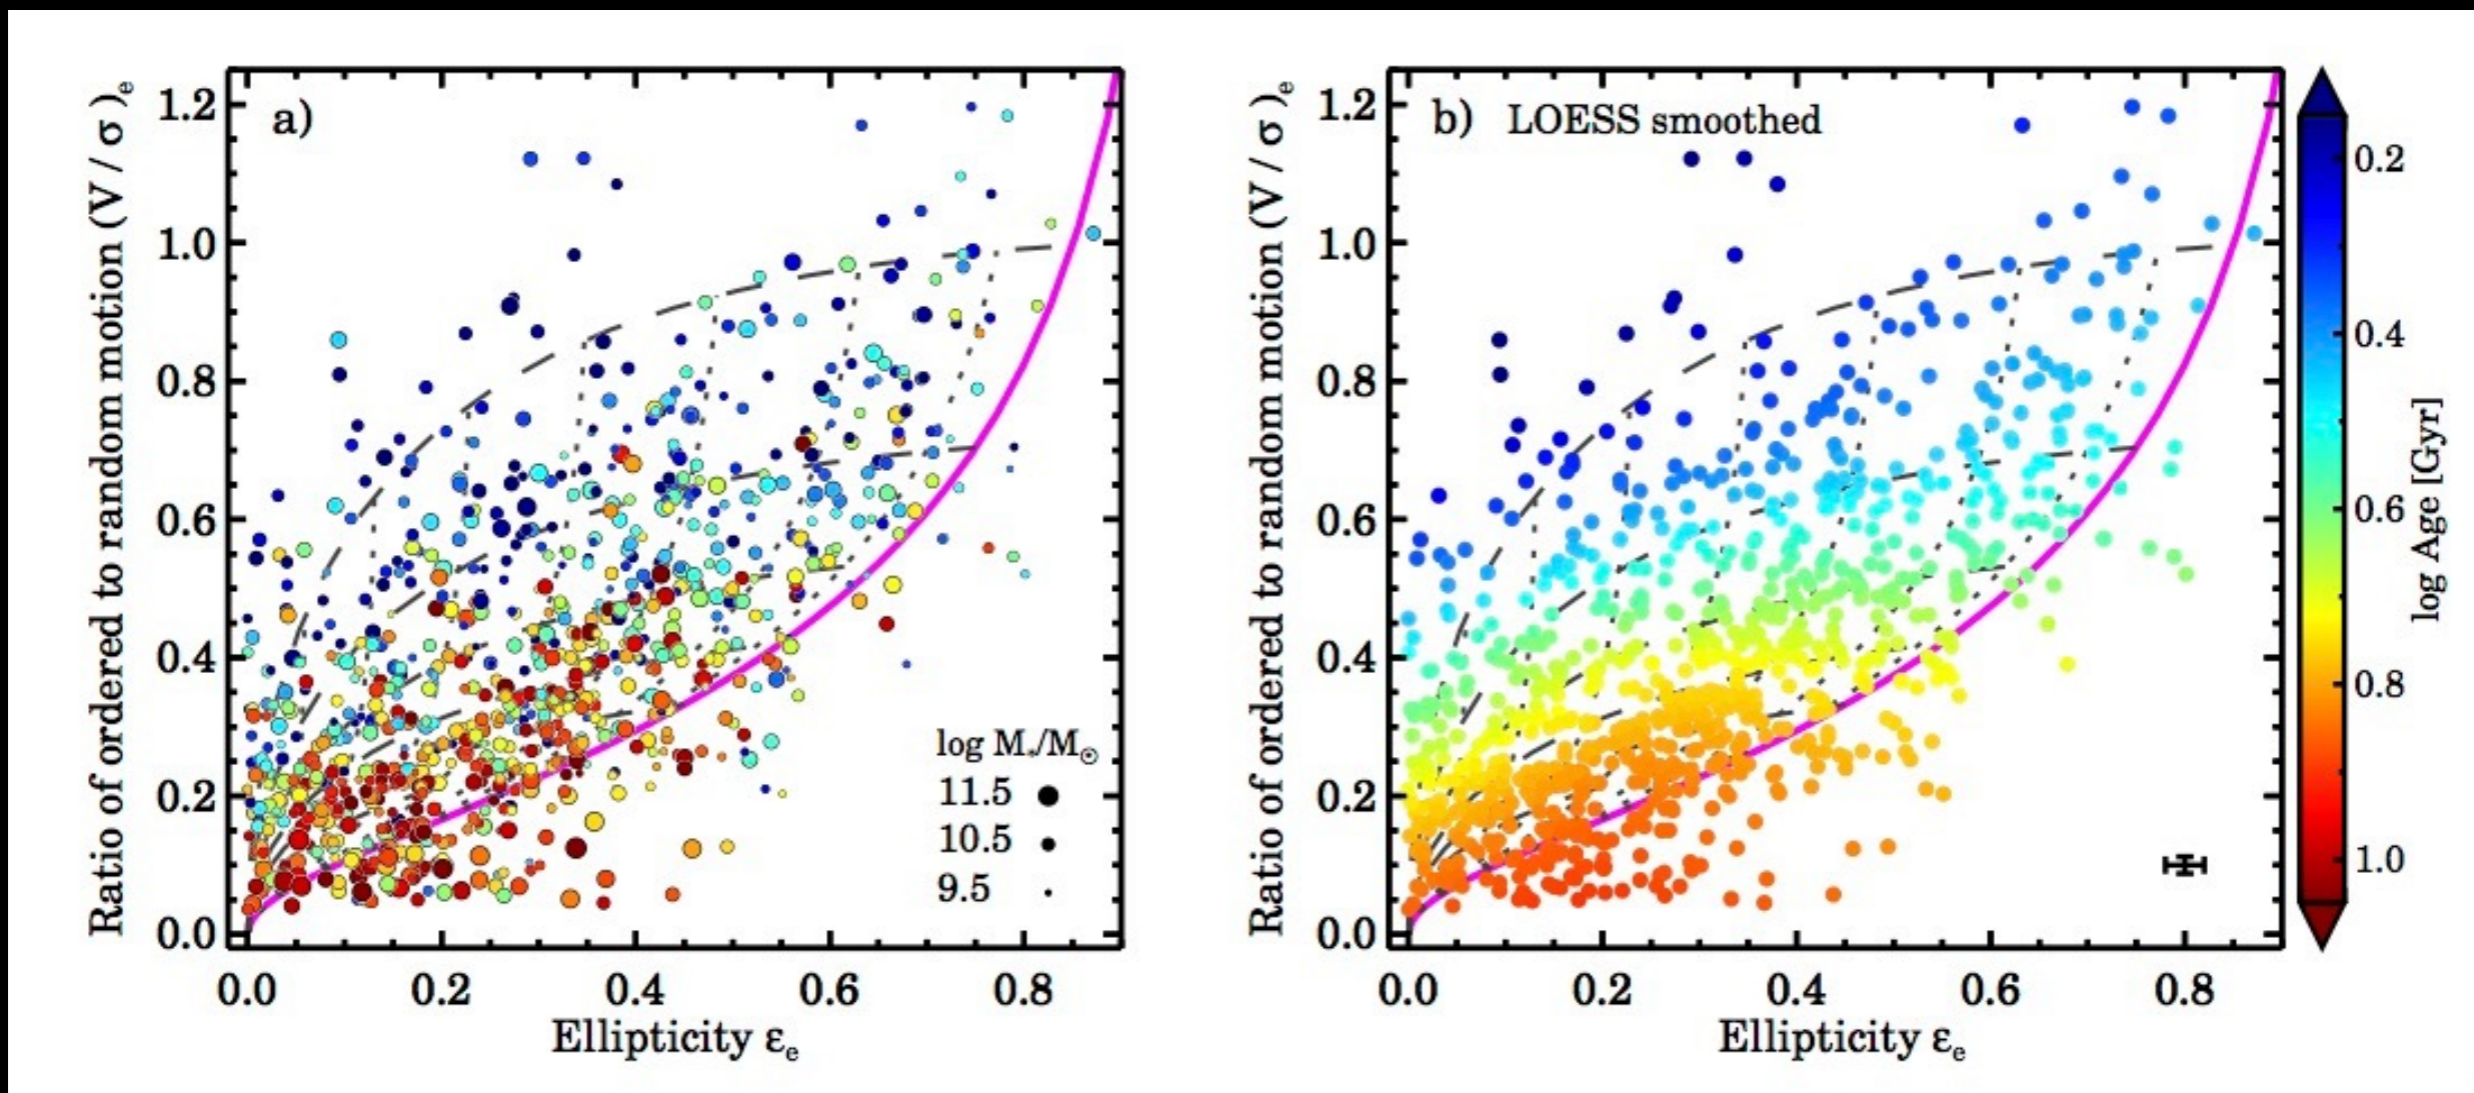 a)
Ratio of ordered to random motion (V / σ )e
1.2
1.0
0.8
0.6
0.4
0.2
0.0
log M*/M⊙
11.5
10.5
9.5
0.0 0.2 0.4 0.6 0.8
Ellipticity εe
b) LOESS smoothed
Ratio of ordered to random motion (V / σ )e
1.2
1.0
0.8
0.6
0.4
0.2
0.0
0.0 0.2 0.4 0.6 0.8
Ellipticity εe
0.2
0.4
0.6
0.8
1.0
log Age [Gyr]